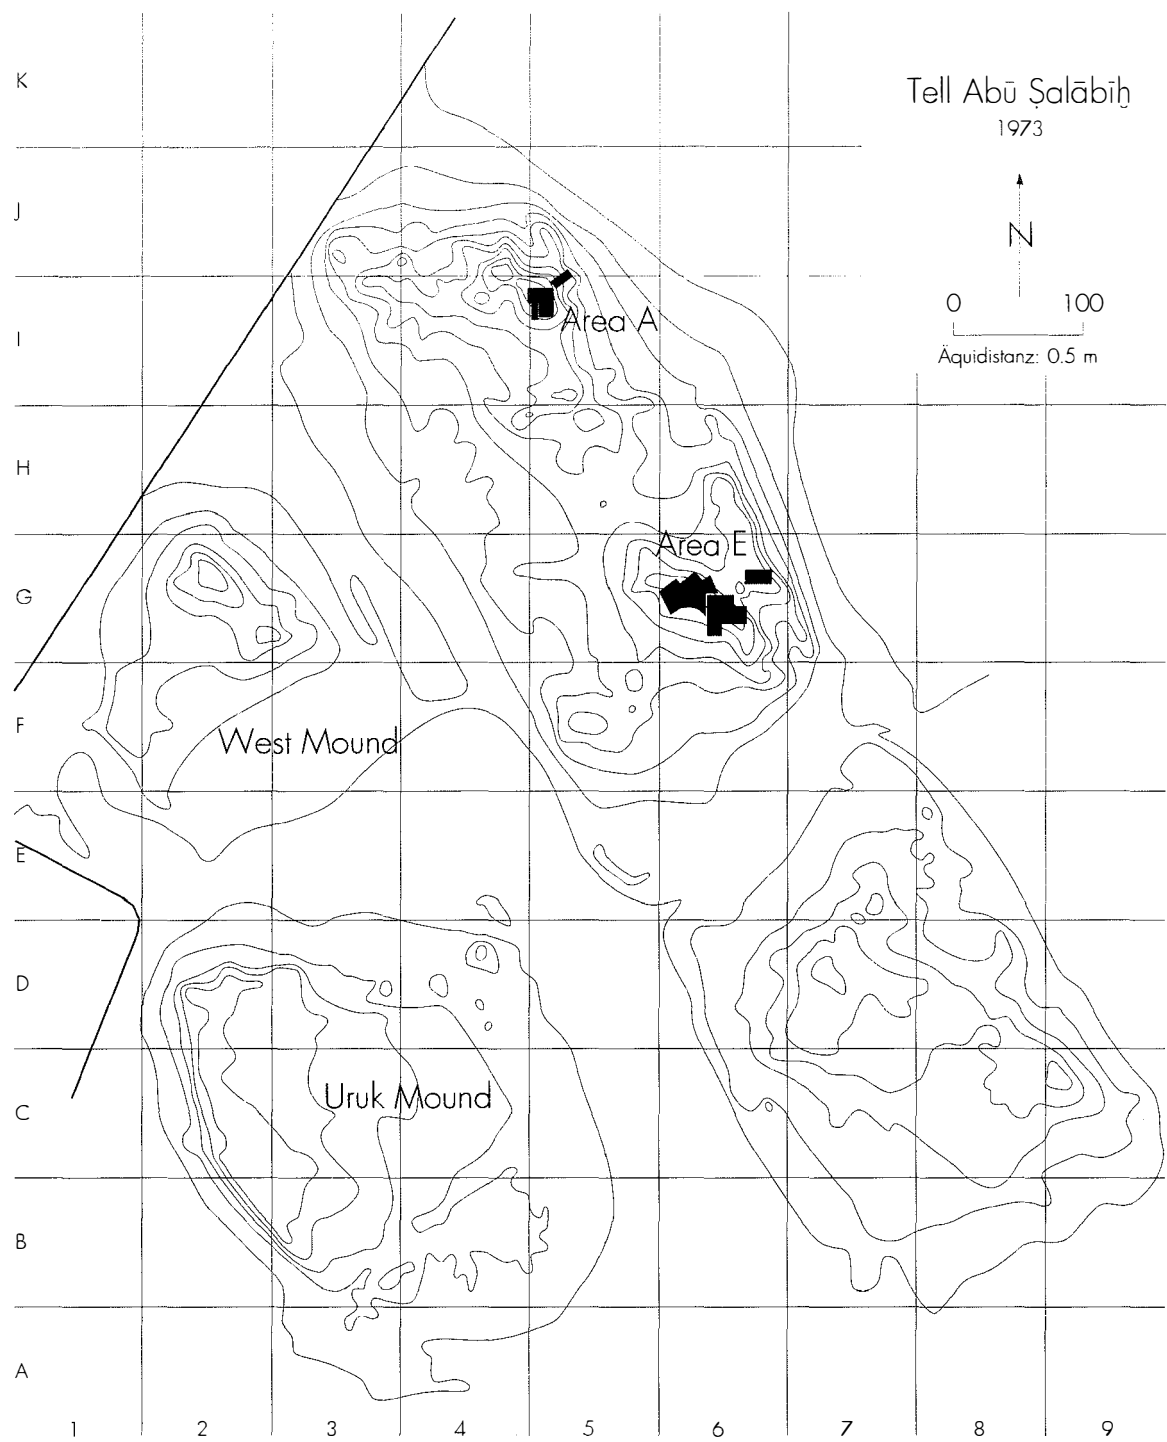 K
Tell Abū Ṣalābīḫ
1973
J
N
0 100
Area A
I
Äquidistanz: 0.5 m
H
Area E
G
F
West Mound
E
D
C
Uruk Mound
B
A
1 2 3 4 5 6 7 8 9